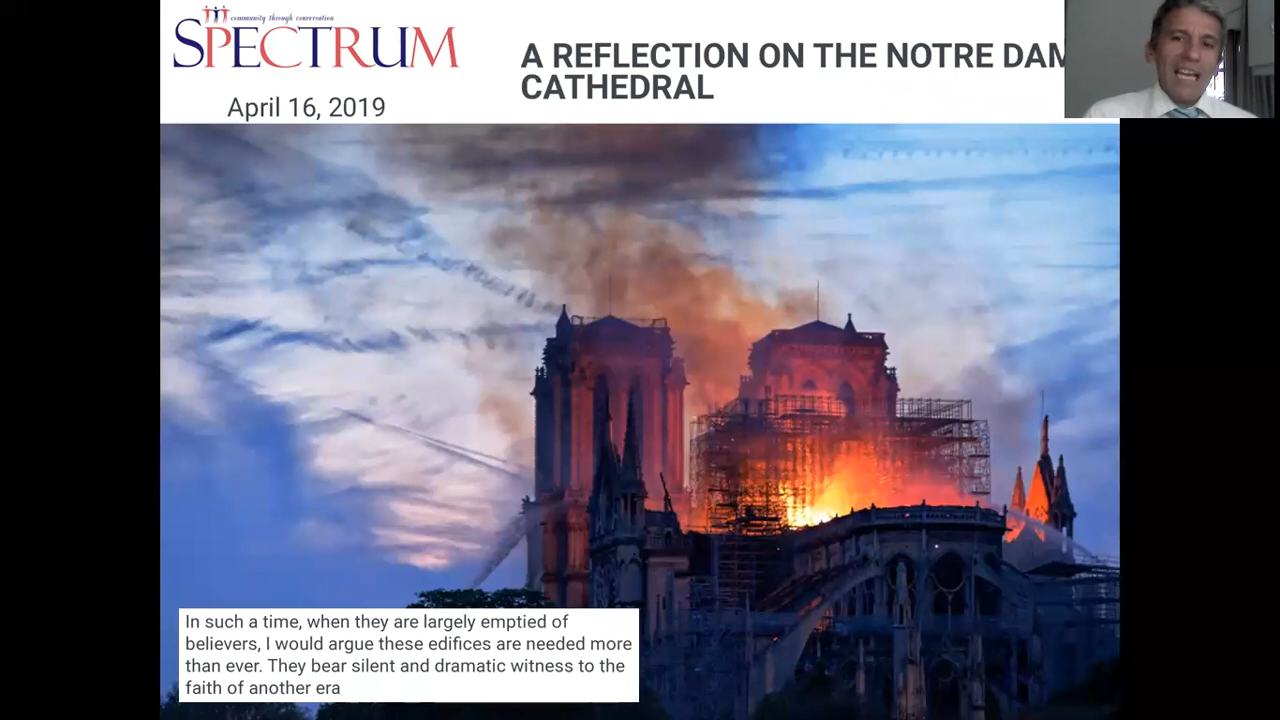 community through conversation
SPECTRUM
April 16, 2019
A REFLECTION ON THE NOTRE DAM
CATHEDRAL
In such a time, when they are largely emptied of
believers, I would argue these edifices are needed more
than ever. They bear silent and dramatic witness to the
faith of another era